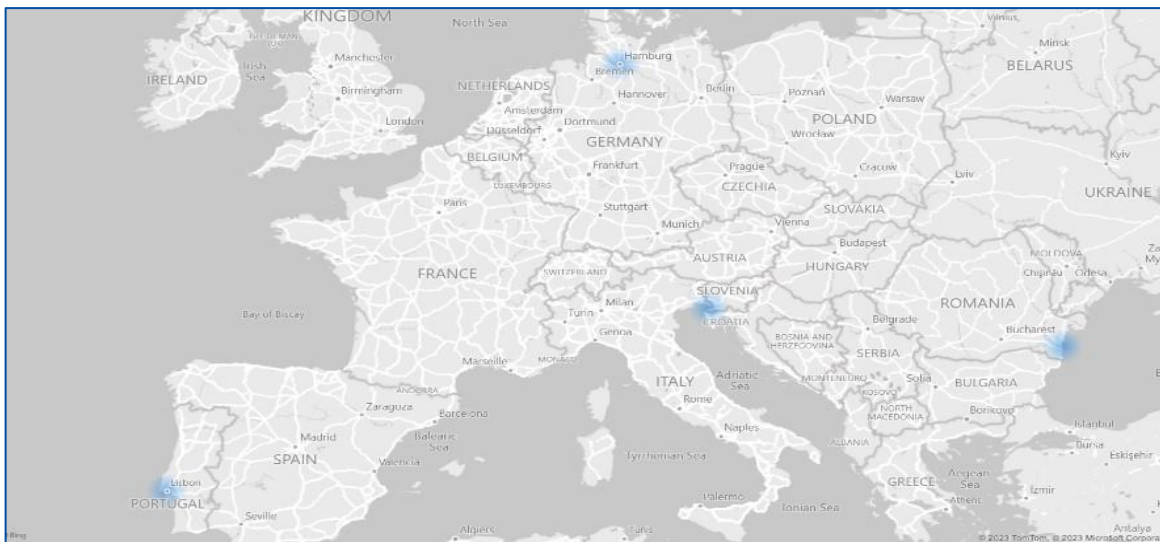 KINGDOM
North Sea
Vilnius,
Minsk
BELARUS
Hamburg
Bremen
IRELAND
Irish
Sea
Manchester
Birmingham
London
NETHERLANDS
Amsterdam
Hannover
Berlin
Poznań
Warsaw
POLAND
Düsseldorf
Dortmund
GERMANY
Wrocław
BELGIUM
LUXEMBOURG
Frankfurt
Prague
CZECHIA
Cracow
Lviv
Kyiv
UKRAINE
Paris
Stuttgart
Munich
Vienna
SLOVAKIA
AUSTRIA
Budapest
HUNGARY
MOLDOVA
Chișinău
Odesa
FRANCE
SWITZERLAND
SLOVENIA
ROMANIA
Milan
Turin
CROATIA
Belgrade
Bucharest
Bay of Biscay
Genoa
BOSNIA AND
HERZEGOVINA
SERBIA
Marseille
MONACO
ITALY
Adriatic
Sea
MONTENEGRO
KOSOVO
Sofia
BULGARIA
ANDORRA
Zaragoza
Barcelona
Rome
NORTH
MACEDONIA
Istanbul
Bursa
Madrid
Balearic
Sea
Naples
ALBANIA
Eskişehir
SPAIN
Valencia
Tyrrhenian Sea
Lisbon
PORTUGAL
GREECE
Aegean
Sea
Izmir
Seville
Palermo
Ionian Sea
Athens
Algiers
Tunis
Antalya
© 2023 TomTom, © 2023 Microsoft Corpora